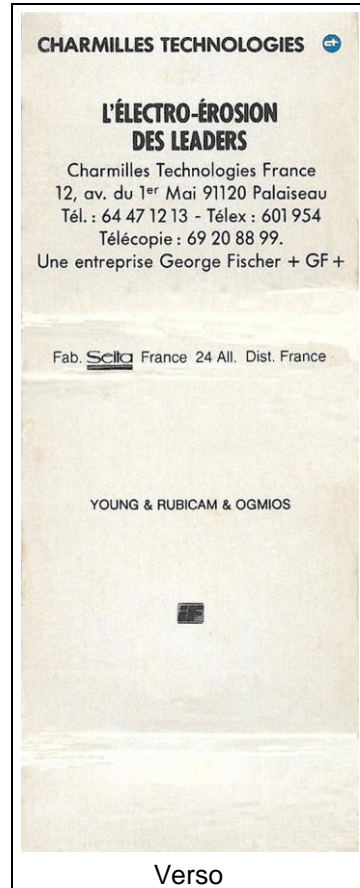 CHARMILLES TECHNOLOGIES
L'ÉLECTRO-ÉROSION
DES LEADERS
Charmilles Technologies France
12, av. du 1er Mai 91120 Palaiseau
Tél. : 64 47 12 13 - Télex : 601 954
Télécopie : 69 20 88 99.
Une entreprise George Fischer + GF +
Fab. Seita France 24 All. Dist. France
YOUNG & RUBICAM & OGMIOS
Verso